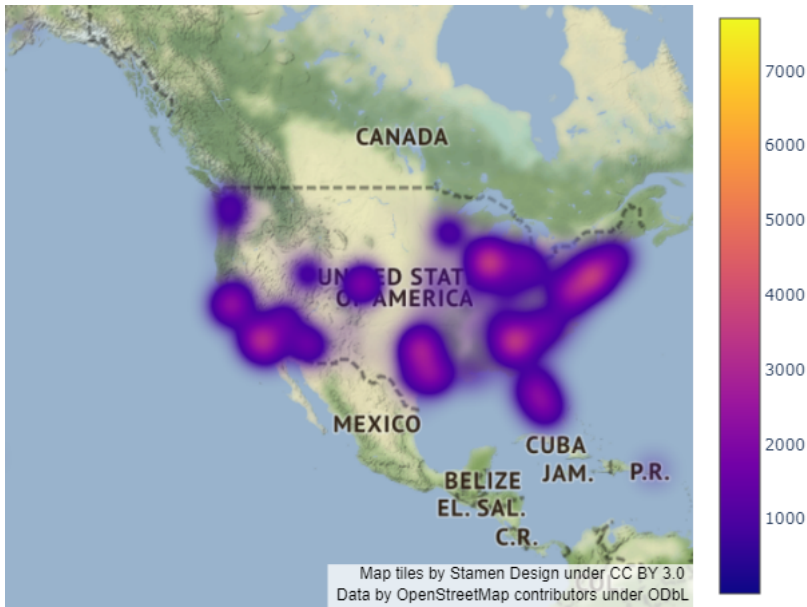 CANADA
UNITED STATES
OF AMERICA
MEXICO
CUBA
JAM.
P.R.
BELIZE
EL. SAL.
C.R.
Map tiles by Stamen Design under CC BY 3.0
Data by OpenStreetMap contributors under ODbL
7000
6000
5000
4000
3000
2000
1000